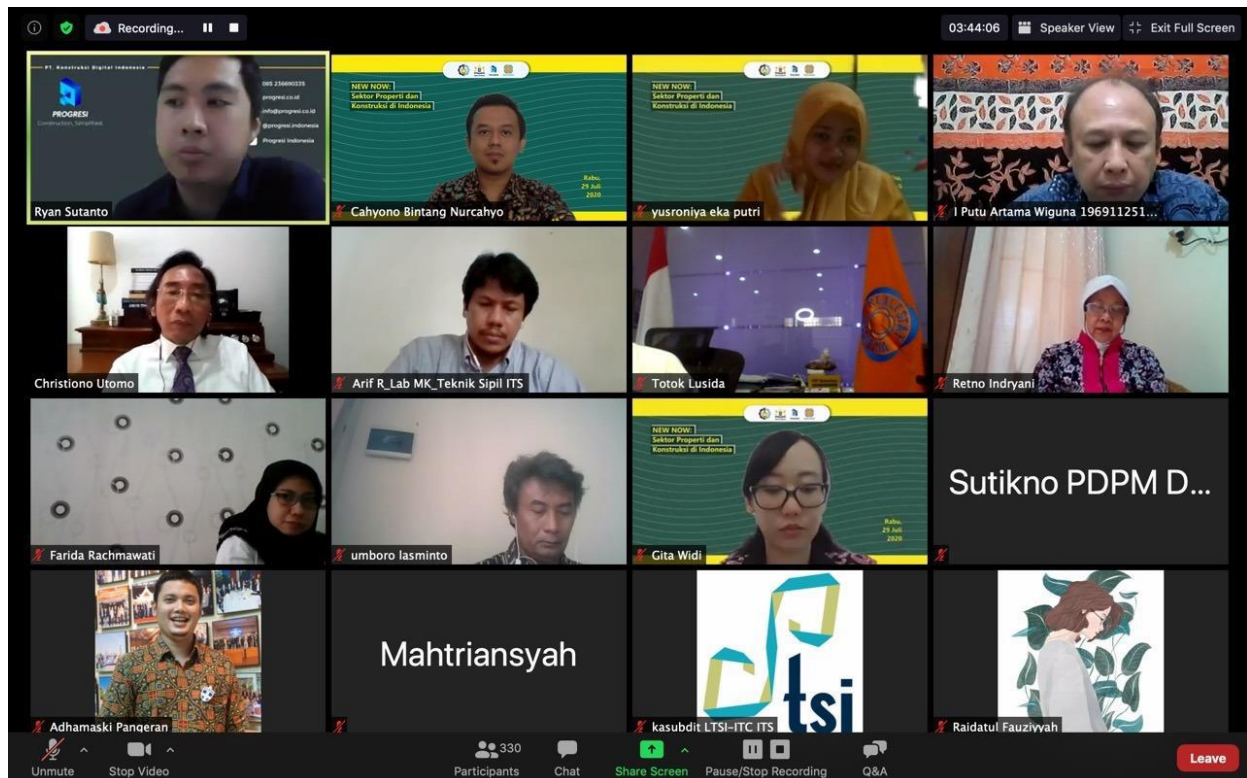 Recording...
03:44:06
Speaker View
Exit Full Screen
PT. Konstruksi Digital Indonesia
PROGRESI
Construction, Simplified.
progresi.co.id
info@progresi.co.id
@progresi.indonesia
Progresi Indonesia
Ryan Sutanto
NEW NOW:
Sektor Properti dan
Konstruksi di Indonesia
Rabu,
29 Juli
2020
Cahyono Bintang Nurcahyo
NEW NOW:
Sektor Properti dan
Konstruksi di Indonesia
yusroniya eka putri
I Putu Artama Wiguna 196911251...
Christiono Utomo
Arif R_Lab MK_Teknik Sipil ITS
Totok Lusida
Retno Indryani
Farida Rachmawati
umboro lasminto
NEW NOW:
Sektor Properti dan
Konstruksi di Indonesia
Rabu,
29 Juli
2020
Gita Widi
Sutikno PDPM D...
Adhamaski Pangeran
Mahtriansyah
tsi
kasubdit LTSI-ITC ITS
Raidatul Fauziyyah
Unmute
Stop Video
330
Participants
Chat
Share Screen
Pause/Stop Recording
Q&A
Leave